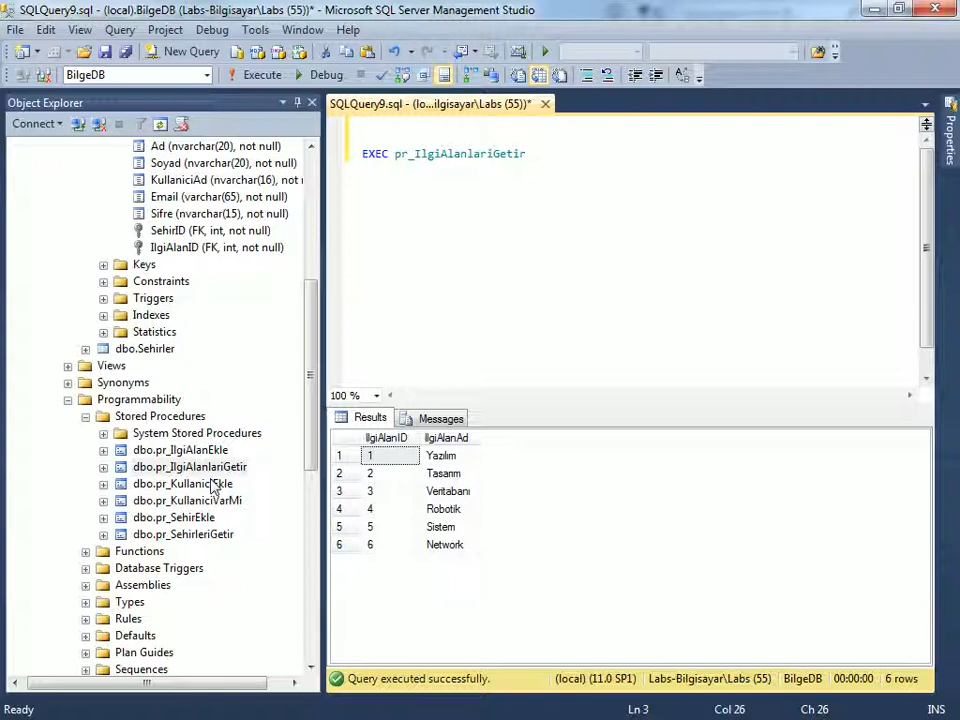 SQLQuery9.sql - (local).BilgeDB (Labs-Bilgisayar\Labs (55))* - Microsoft SQL Server Management Studio
File Edit View Query Project Debug Tools Window Help
New Query
BilgeDB Execute Debug
Object Explorer
Connect
Ad (nvarchar(20), not null)
Soyad (nvarchar(20), not null)
KullaniciAd (nvarchar(16), not n
Email (varchar(65), not null)
Sifre (nvarchar(15), not null)
SehirID (FK, int, not null)
IlgiAlanID (FK, int, not null)
Keys
Constraints
Triggers
Indexes
Statistics
dbo.Sehirler
Views
Synonyms
Programmability
Stored Procedures
System Stored Procedures
dbo.pr_IlgiAlanEkle
dbo.pr_IlgiAlanlariGetir
dbo.pr_KullaniciEkle
dbo.pr_KullaniciVarMi
dbo.pr_SehirEkle
dbo.pr_SehirleriGetir
Functions
Database Triggers
Assemblies
Types
Rules
Defaults
Plan Guides
Sequences
SQLQuery9.sql - (lo...ilgisayar\Labs (55))*
EXEC pr_IlgiAlanlariGetir
100 %
Results Messages
IlgiAlanID IlgiAlanAd
1 1 Yazılım
2 2 Tasarım
3 3 Veritabanı
4 4 Robotik
5 5 Sistem
6 6 Network
Query executed successfully. (local) (11.0 SP1) Labs-Bilgisayar\Labs (55) BilgeDB 00:00:00 6 rows
Properties
Ready Ln 3 Col 26 Ch 26 INS